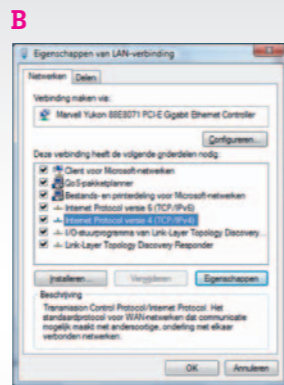 B
Eigenschappen van LAN-verbinding
Netwerken Delen
Verbinding maken via:
Marvell Yukon 88E8071 PCI-E Gigabit Ethernet Controller
Configureren...
Deze verbinding heeft de volgende onderdelen nodig:
Client voor Microsoft-netwerken
QoS-pakketplanner
Bestands- en printerdeling voor Microsoft-netwerken
Internet Protocol versie 6 (TCP/IPv6)
Internet Protocol versie 4 (TCP/IPv4)
I/O-stuurprogramma van Link-Layer Topology Discovery...
Link-Layer Topology Discovery Responder
Installeren... Verwijderen Eigenschappen
Beschrijving
Transmission Control Protocol/Internet Protocol. Het
standaardprotocol voor WAN-netwerken dat communicatie
mogelijk maakt met andersoortige, onderling met elkaar
verbonden netwerken.
OK Annuleren